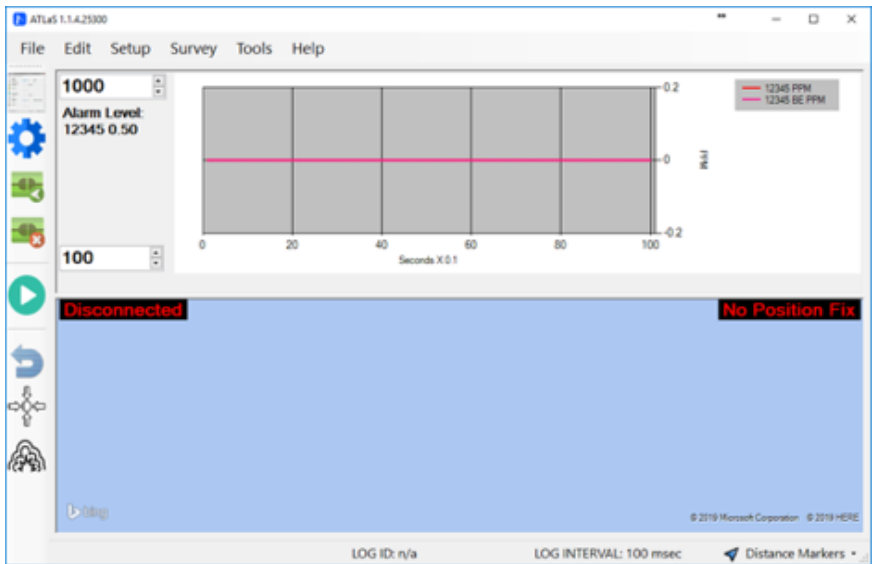 ATLaS 1.1.4.25300
File Edit Setup Survey Tools Help
1000
Alarm Level:
12345 0.50
100
0.2
0
-0.2
PPM
0 20 40 60 80 100
Seconds X 0.1
12345 PPM
12345 BE PPM
Disconnected
No Position Fix
bing
© 2019 Microsoft Corporation © 2019 HERE
LOG ID: n/a LOG INTERVAL: 100 msec Distance Markers